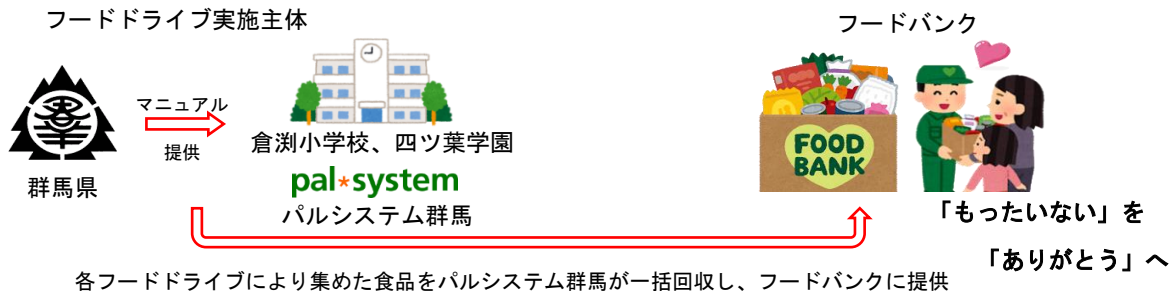 フードドライブ実施主体
フードバンク
マニュアル
提供
群馬県
倉渕小学校、四ツ葉学園
pal*system
パルシステム群馬
FOOD
BANK
「もったいない」を
「ありがとう」へ
各フードドライブにより集めた食品をパルシステム群馬が一括回収し、フードバンクに提供